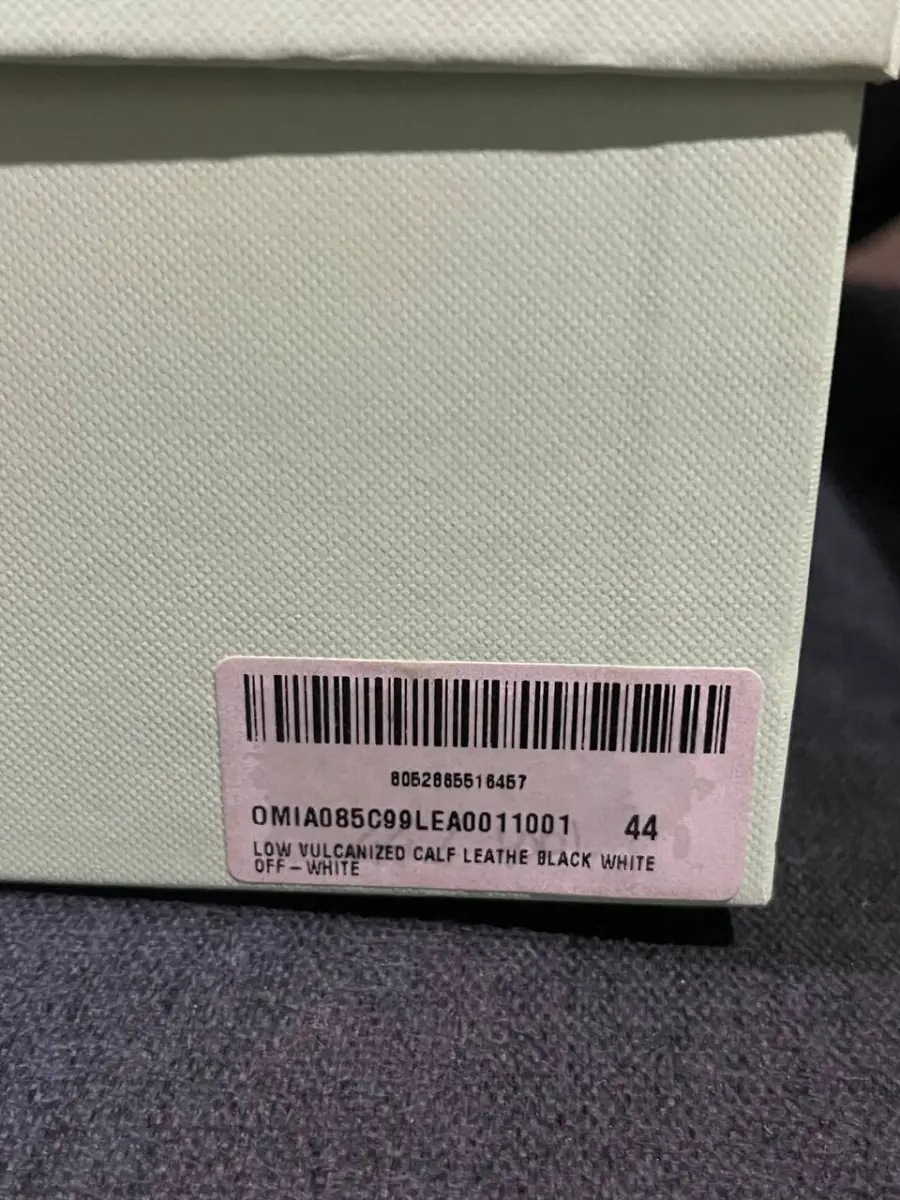 8052865516457
OMIA085C99LEA0011001 44
LOW VULCANIZED CALF LEATHE BLACK WHITE
OFF-WHITE